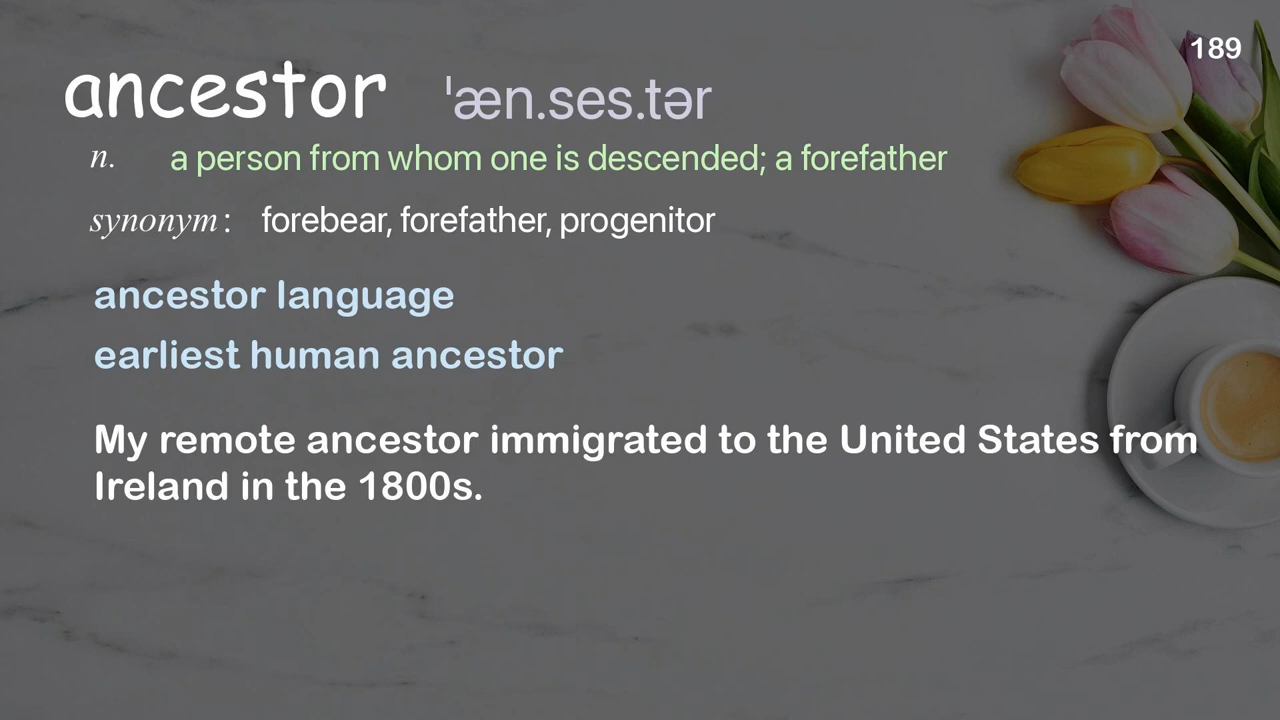 189
ancestor ˈæn.ses.tər
n. a person from whom one is descended; a forefather
synonym: forebear, forefather, progenitor
ancestor language
earliest human ancestor
My remote ancestor immigrated to the United States from
Ireland in the 1800s.